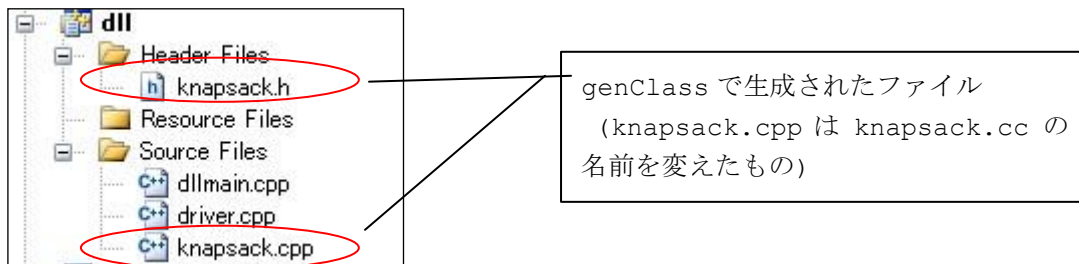 dll
Header Files
knapsack.h
Resource Files
Source Files
dllmain.cpp
driver.cpp
knapsack.cpp
genClass で生成されたファイル
(knapsack.cpp は knapsack.cc の
名前を変えたもの)